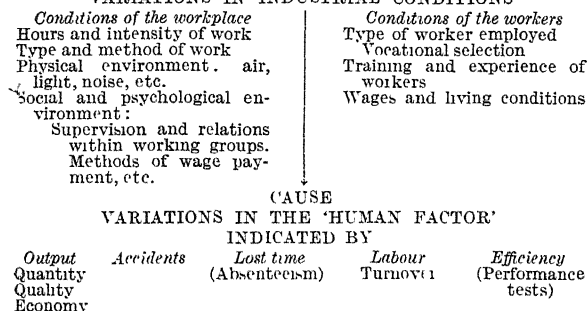 VARIATIONS IN INDUSTRIAL CONDITIONS
Conditions of the workplace
Hours and intensity of work
Type and method of work
Physical environment. air,
light, noise, etc.
Social and psychological en-
vironment:
Supervision and relations
within working groups.
Methods of wage pay-
ment, etc.
Conditions of the workers
Type of worker employed
Vocational selection
Training and experience of
workers
Wages and living conditions
CAUSE
VARIATIONS IN THE 'HUMAN FACTOR'
INDICATED BY
Output Accidents Lost time Labour Efficiency
Quantity (Absenteeism) Turnover (Performance
Quality tests)
Economy